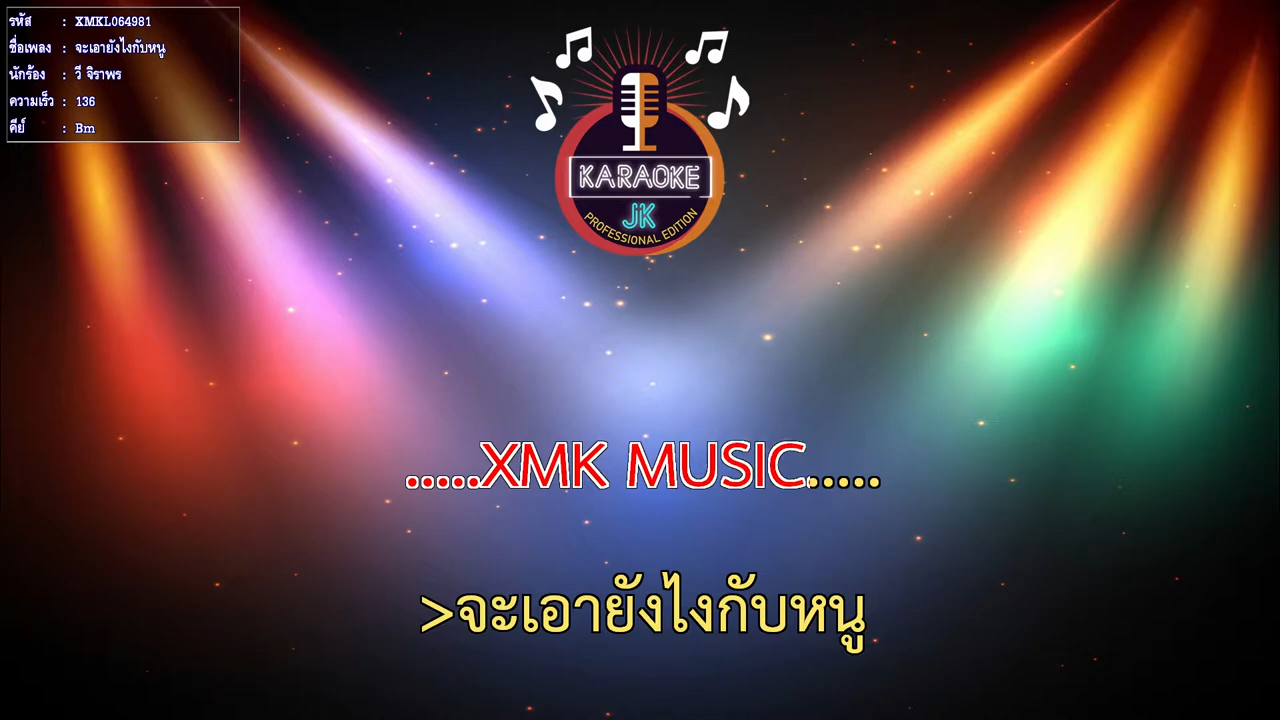 รหัส : XMKL064981
ชื่อเพลง : จะเอายังไงกับหนู
นักร้อง : วี จิราพร
ความเร็ว : 136
คีย์ : Bm
KARAOKE
JK
PROFESSIONAL EDITION
.....XMK MUSIC.....
>จะเอายังไงกับหนู